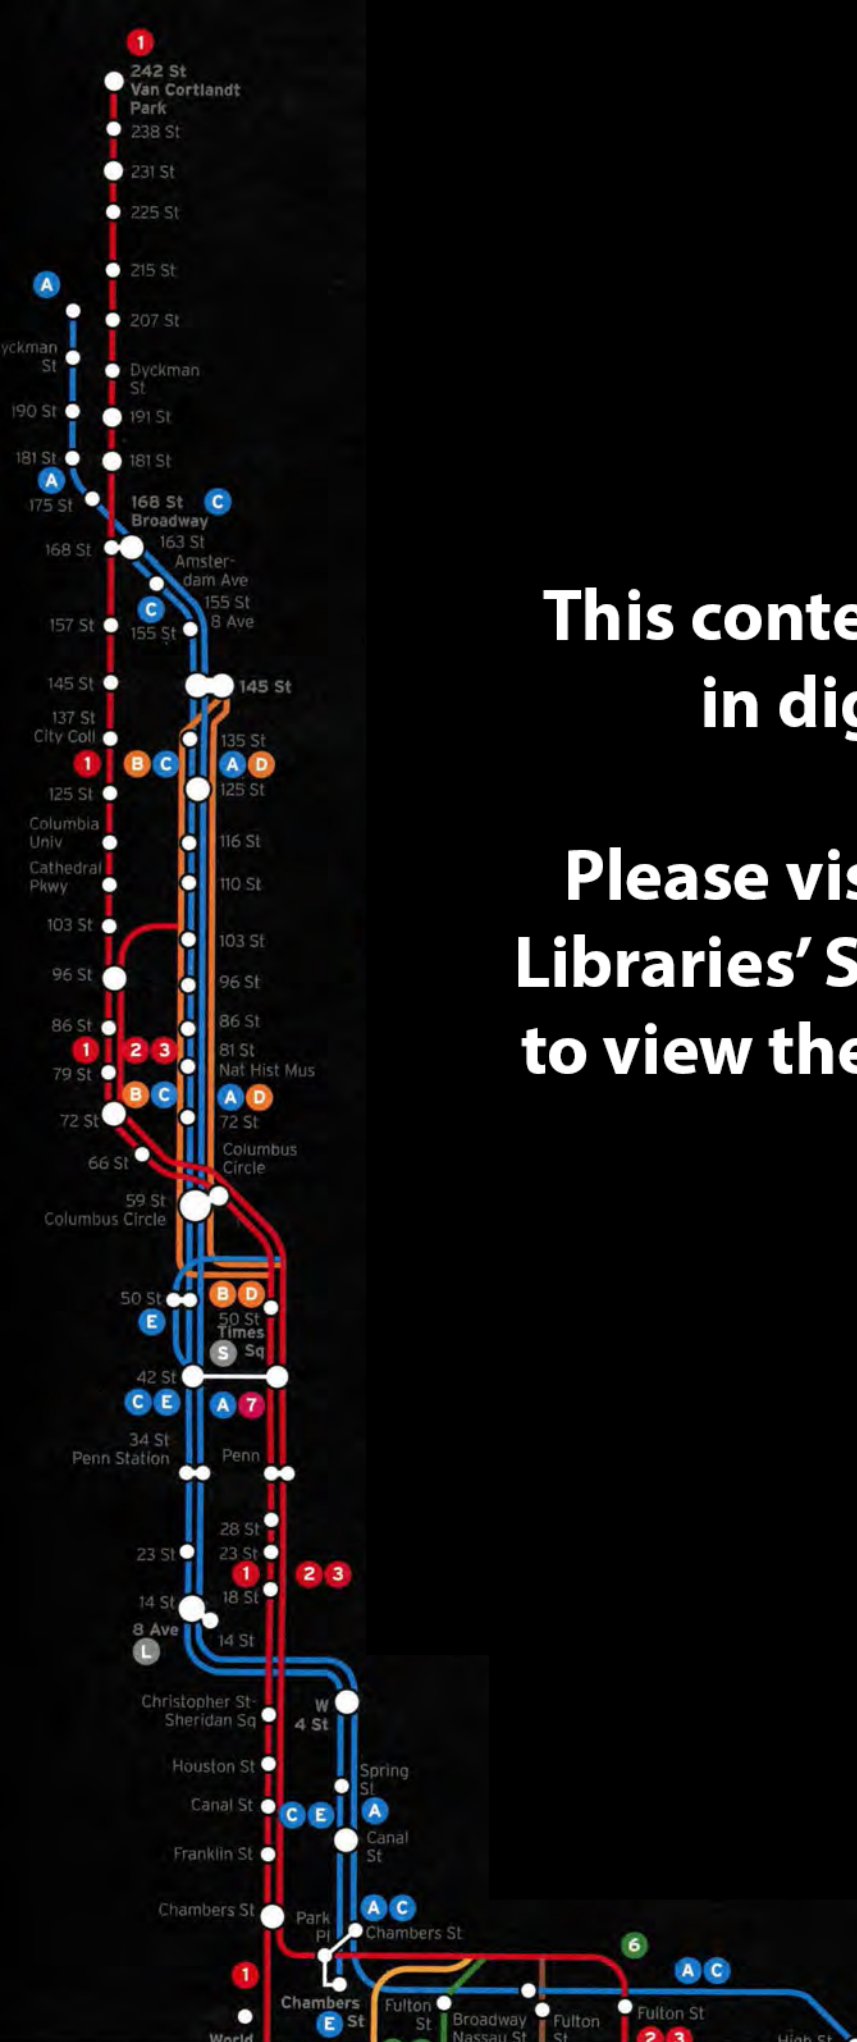 1
242 St
Van Cortlandt
Park
238 St
231 St
225 St
215 St
A
207 St
yckman
St
Dyckman
St
190 St
191 St
181 St
181 St
A
175 St
168 St
Broadway
C
168 St
163 St
Amster-
dam Ave
C
155 St
8 Ave
157 St
155 St
145 St
145 St
137 St
City Coll
135 St
1
B C
A D
125 St
125 St
Columbia
Univ
116 St
Cathedral
Pkwy
110 St
103 St
103 St
96 St
96 St
86 St
86 St
1
2 3
81 St
Nat Hist Mus
79 St
B C
A D
72 St
72 St
66 St
Columbus
Circle
59 St
Columbus Circle
50 St
B D
E
50 St
Times
Sq
S
42 St
C E
A 7
34 St
Penn Station
Penn
28 St
23 St
23 St
1
2 3
18 St
14 St
8 Ave
L
14 St
Christopher St-
Sheridan Sq
W
4 St
Houston St
Spring
St
Canal St
C E
A
Canal
St
Franklin St
Chambers St
A C
Park
Pl
Chambers St
6
1
A C
Chambers
St
E
Fulton
St
Broadway
Nassau St
Fulton
St
Fulton St
2 3
World
High St
This conte
in dig
Please vis
Libraries' S
to view the